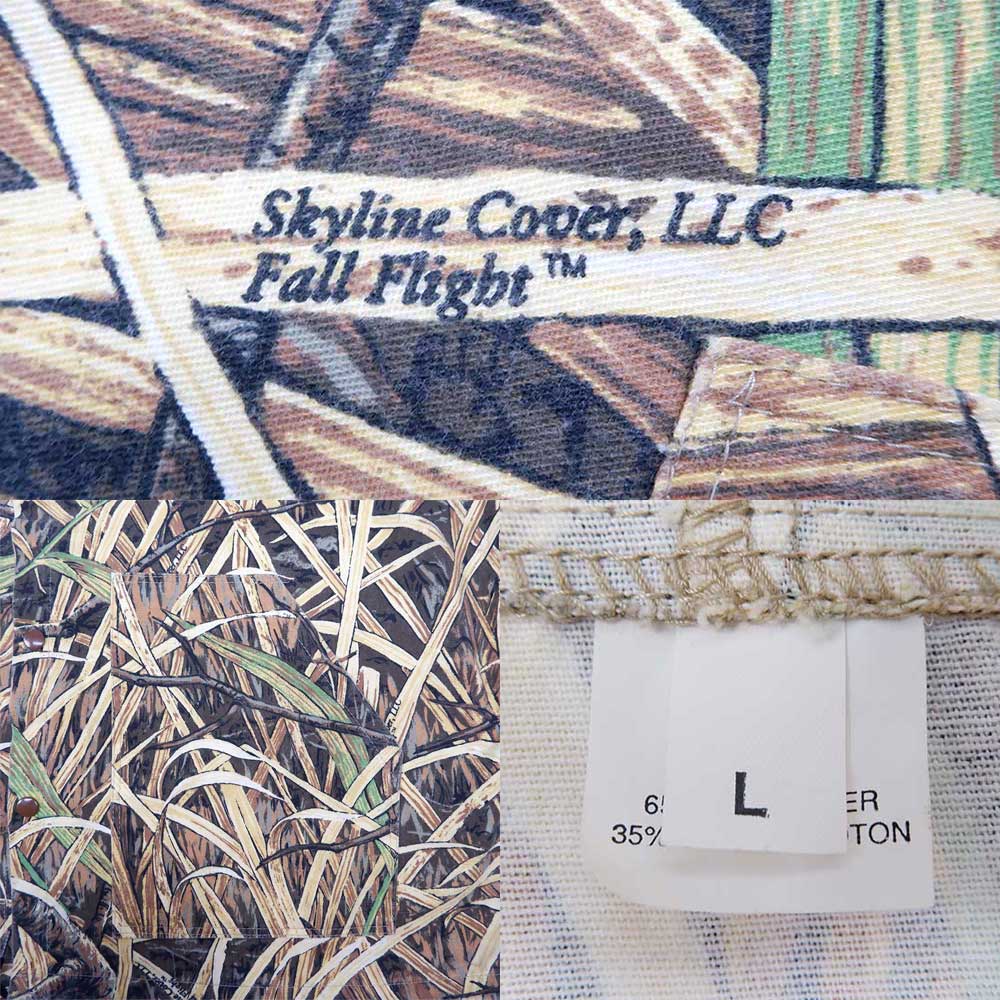 Skyline Cover, LLC
Fall Flight™
L
35%